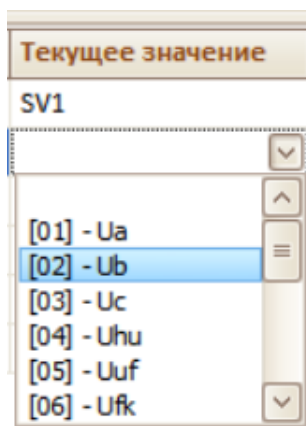 Текущее значение
SV1
[01] - Ua
[02] - Ub
[03] - Uc
[04] - Uhu
[05] - Uuf
[06] - Ufk